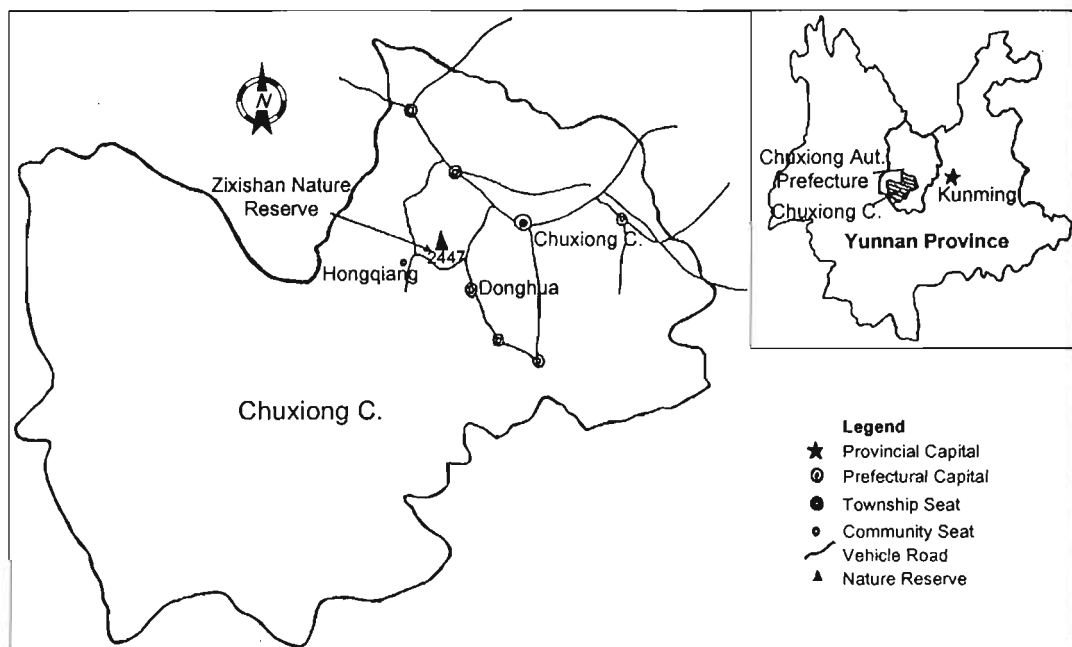 N
Zixishan Nature
Reserve
2447
Hongqiang
Chuxiong C.
Donghua
Chuxiong C.
Chuxiong Aut.
Prefecture
Chuxiong C.
Kunming
Yunnan Province
Legend
Provincial Capital
Prefectural Capital
Township Seat
Community Seat
Vehicle Road
Nature Reserve